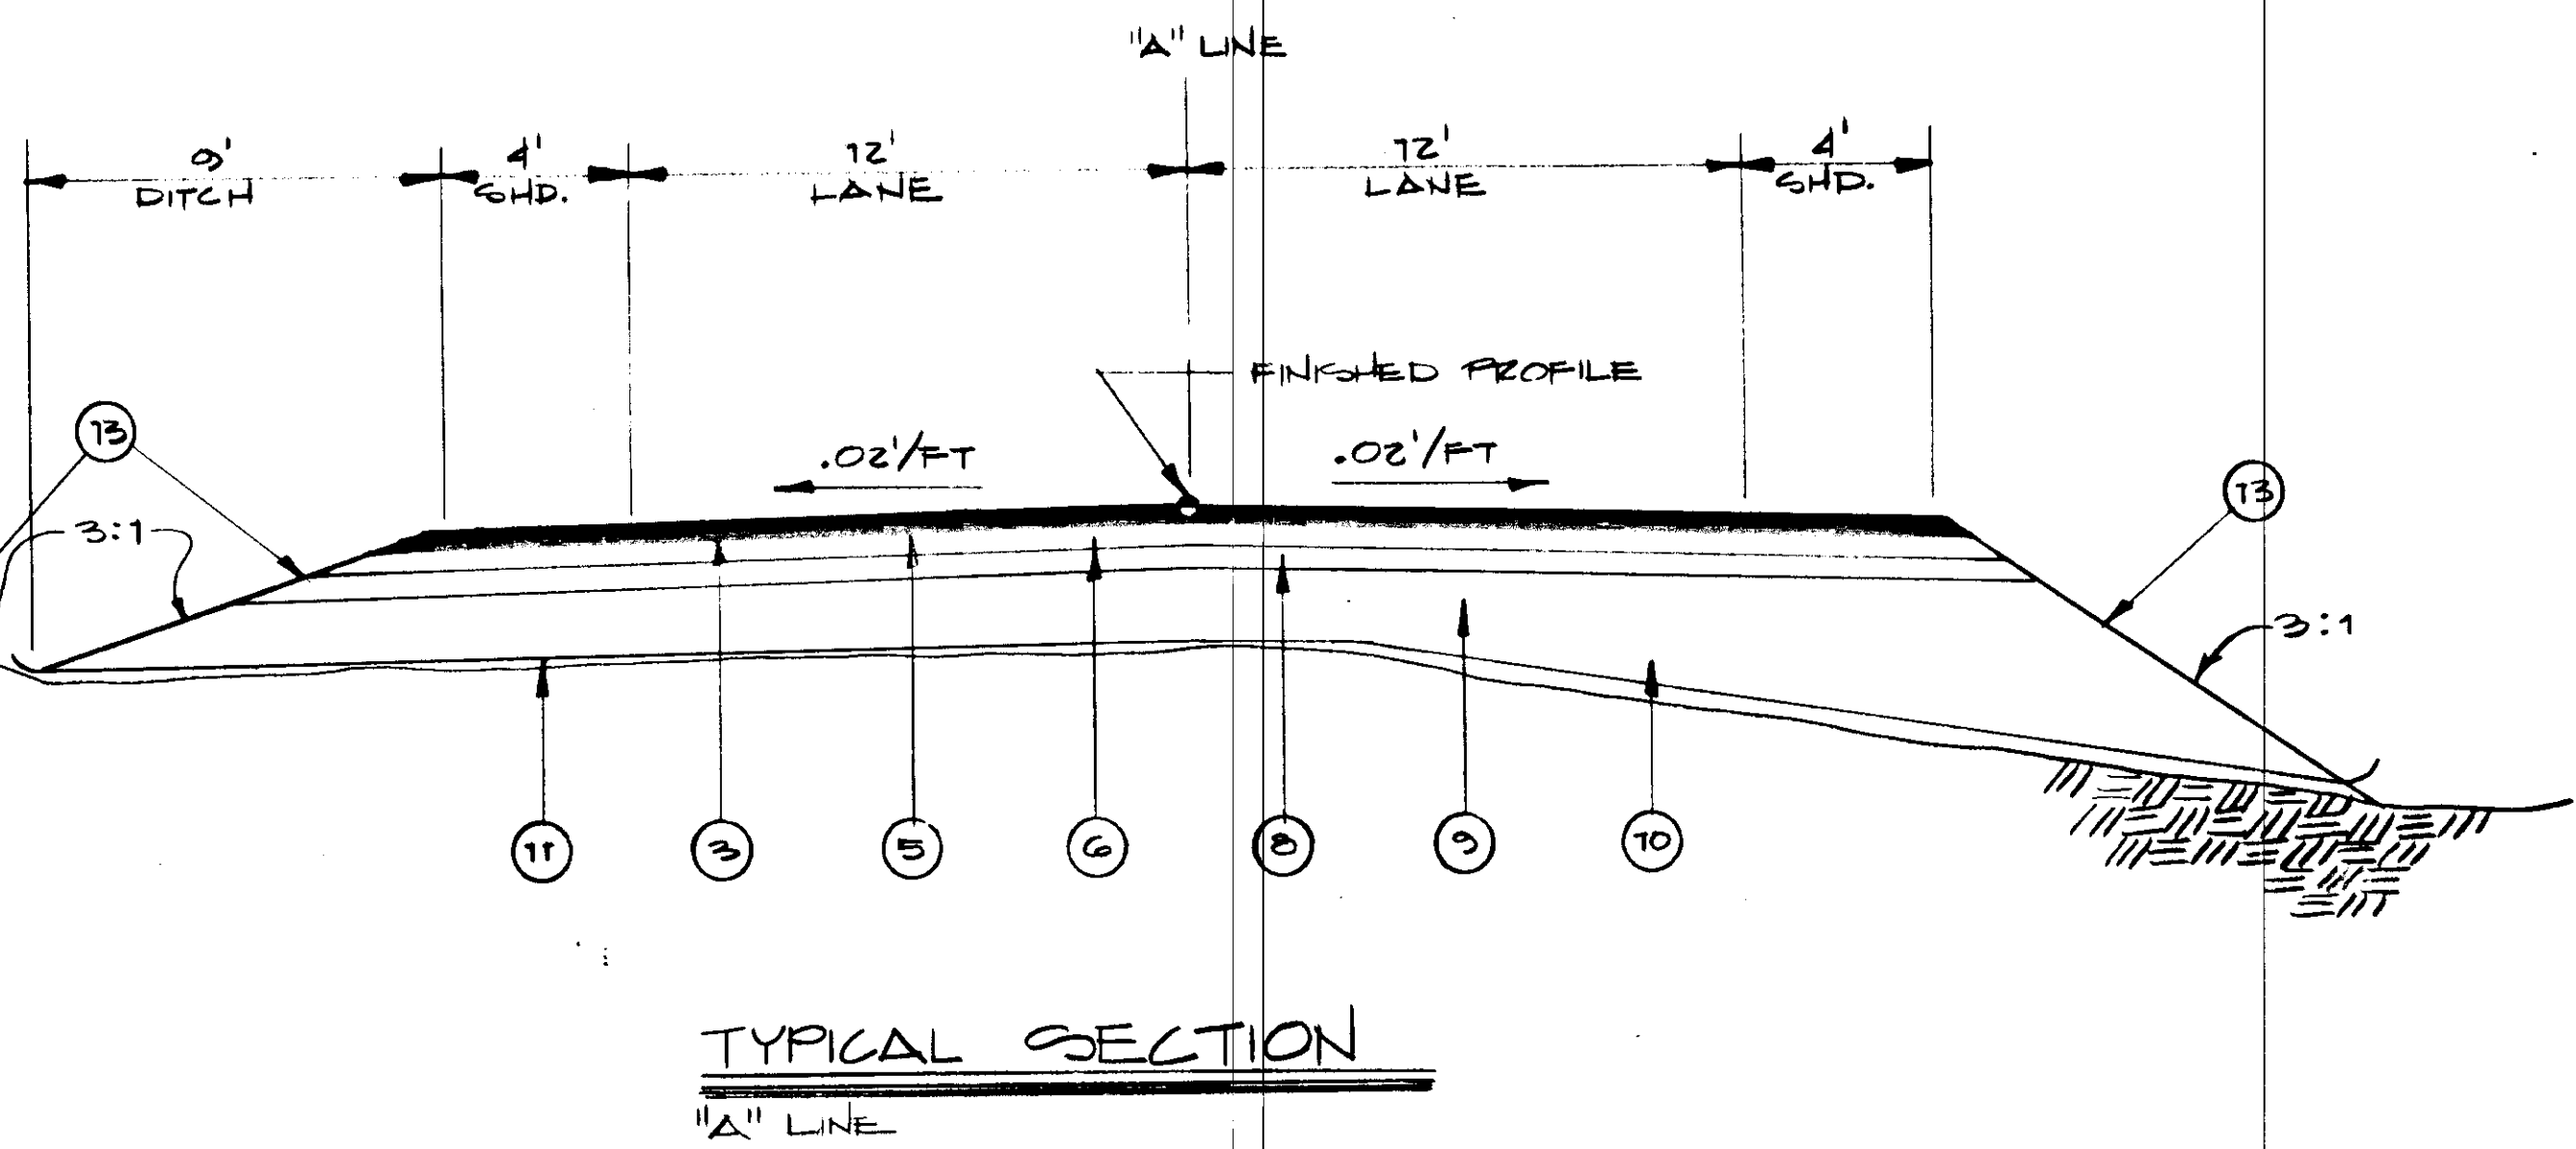 "A" LINE
9' 4' 12' 12' 4'
DITCH SHD. LANE LANE SHD.
FINISHED PROFILE
13
.02'/FT .02'/FT
13
3:1
3:1
11 3 5 6 8 9 10
TYPICAL SECTION
"A" LINE